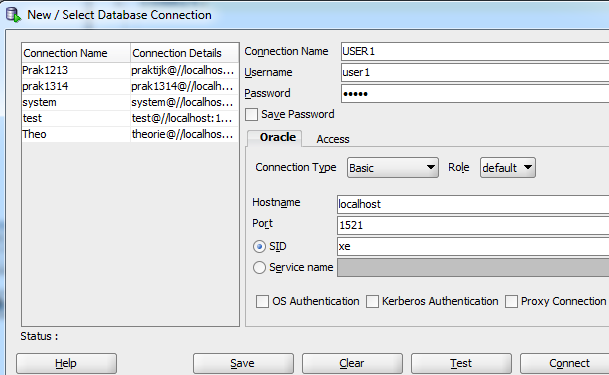 New / Select Database Connection
Connection Name Connection Details
Prak1213 praktijk@//localhos...
prak1314 prak1314@//localh...
system system@//localhos...
test test@//localhost:1...
Theo theorie@//localhos...
Connection Name USER1
Username user1
Password •••••
Save Password
Oracle Access
Connection Type Basic Role default
Hostname localhost
Port 1521
SID xe
Service name
OS Authentication Kerberos Authentication Proxy Connection
Status :
Help Save Clear Test Connect